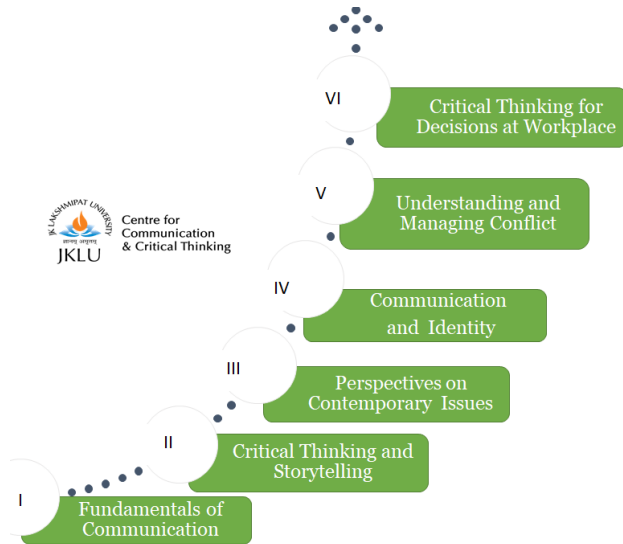 VI
Critical Thinking for
Decisions at Workplace
V
Understanding and
Managing Conflict
JK LAKSHMIPAT UNIVERSITY
JKLU
Centre for
Communication
& Critical Thinking
IV
Communication
and Identity
III
Perspectives on
Contemporary Issues
II
Critical Thinking and
Storytelling
I
Fundamentals of
Communication